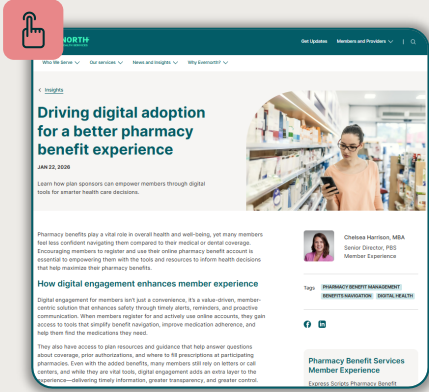 NORTH
HEALTH SERVICES
Get Updates Members and Providers
Who We Serve Our services News and Insights Why Evernorth?
Insights
Driving digital adoption
for a better pharmacy
benefit experience
JAN 22, 2026
Learn how plan sponsors can empower members through digital
tools for smarter health care decisions.
Pharmacy benefits play a vital role in overall health and well-being, yet many members
feel less confident navigating them compared to their medical or dental coverage.
Encouraging members to register and use their online pharmacy benefit account is
essential to empowering them with the tools and resources to inform health decisions
that help maximize their pharmacy benefits.
How digital engagement enhances member experience
Digital engagement for members isn't just a convenience, it's a value-driven, member-
centric solution that enhances safety through timely alerts, reminders, and proactive
communication. When members register for and actively use online accounts, they gain
access to tools that simplify benefit navigation, improve medication adherence, and
help them find the medications they need.
They also have access to plan resources and guidance that help answer questions
about coverage, prior authorizations, and where to fill prescriptions at participating
pharmacies. Even with the added benefits, many members still rely on letters or call
centers, and while they are vital tools, digital engagement adds an extra layer to the
experience—delivering timely information, greater transparency, and greater control.
Chelsea Harrison, MBA
Senior Director, PBS
Member Experience
Tags PHARMACY BENEFIT MANAGEMENT
BENEFITS NAVIGATION DIGITAL HEALTH
Pharmacy Benefit Services
Member Experience
Express Scripts Pharmacy Benefit